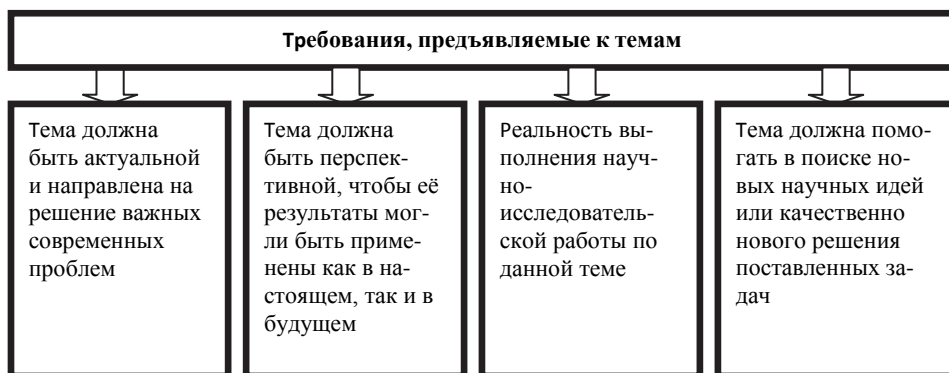 Требования, предъявляемые к темам
Тема должна
быть актуальной
и направлена на
решение важных
современных
проблем
Тема должна
быть перспек-
тивной, чтобы её
результаты мог-
ли быть приме-
нены как в на-
стоящем, так и в
будущем
Реальность вы-
полнения науч-
но-
исследователь-
ской работы по
данной теме
Тема должна помо-
гать в поиске но-
вых научных идей
или качественно
нового решения
поставленных за-
дач